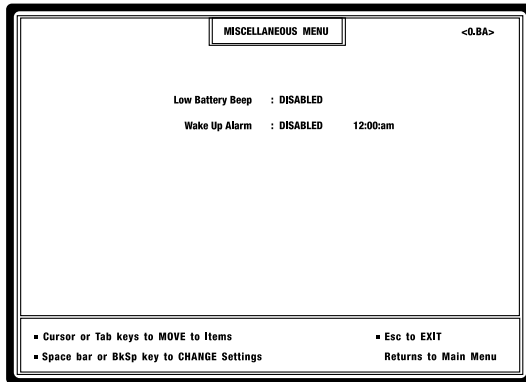 MISCELLANEOUS MENU <0.BA>
Low Battery Beep : DISABLED
Wake Up Alarm : DISABLED 12:00:am
▪ Cursor or Tab keys to MOVE to Items ▪ Esc to EXIT
▪ Space bar or BkSp key to CHANGE Settings Returns to Main Menu